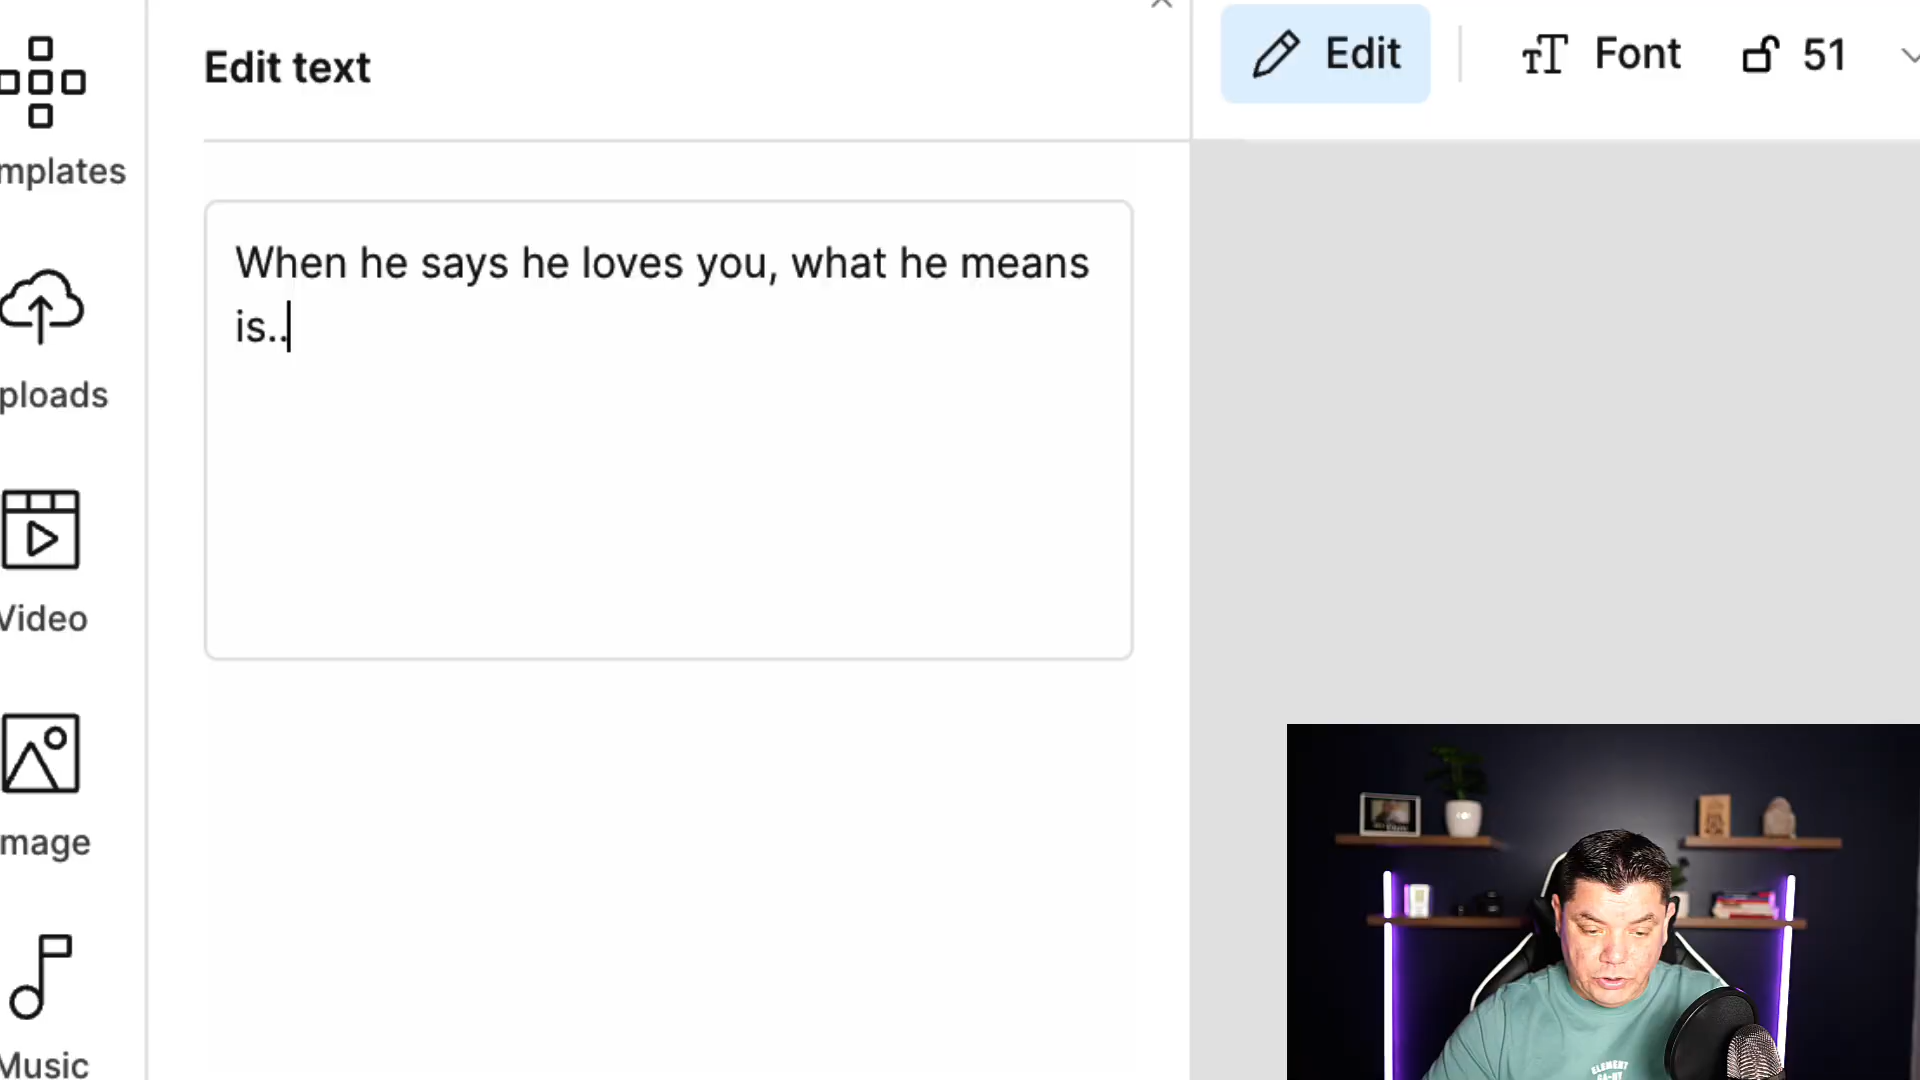 Edit text
Edit
Font
51
mplates
When he says he loves you, what he means
is..
ploads
Video
mage
Music
ELEMENT